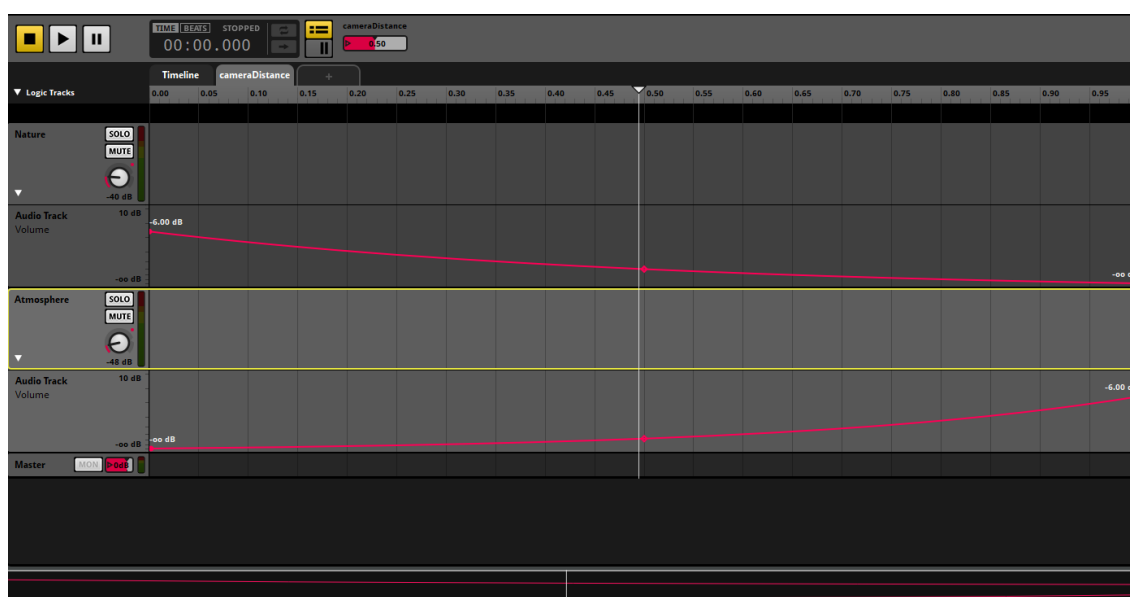 TIME BEATS STOPPED
00:00.000
cameraDistance
0.50
Timeline cameraDistance +
Logic Tracks
0.00 0.05 0.10 0.15 0.20 0.25 0.30 0.35 0.40 0.45 0.50 0.55 0.60 0.65 0.70 0.75 0.80 0.85 0.90 0.95
Nature SOLO
MUTE
-40 dB
Audio Track 10 dB
Volume
-6.00 dB
-oo dB
-oo d
Atmosphere SOLO
MUTE
-48 dB
Audio Track 10 dB
Volume
-6.00 d
-oo dB
-oo dB
Master MON 0dB